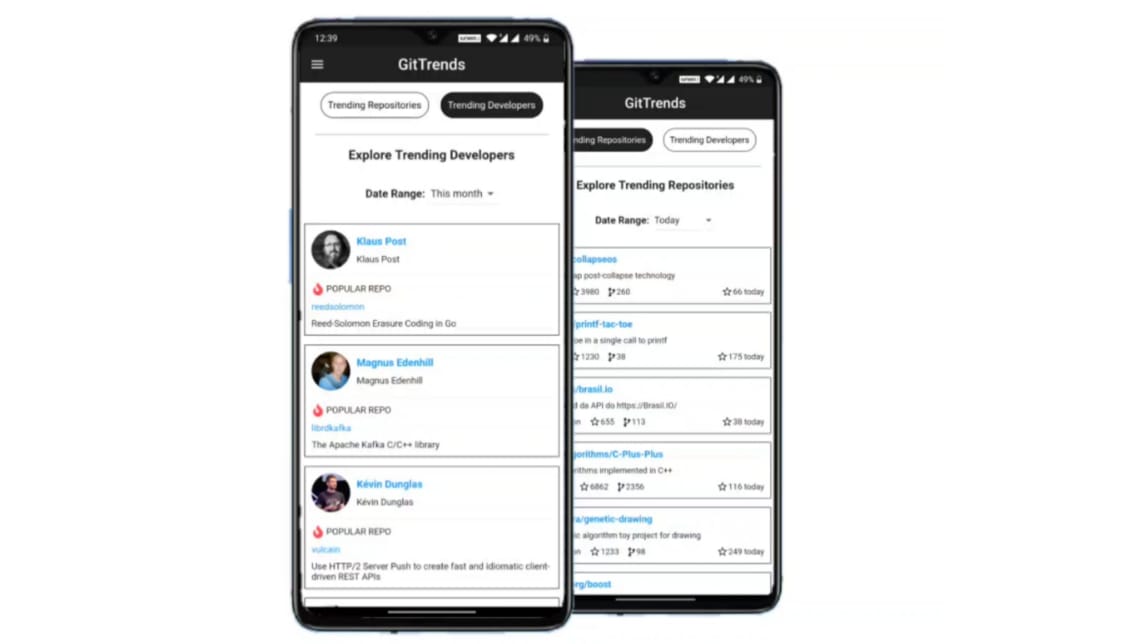 12:39
49%
GitTrends
Trending Repositories
Trending Developers
Explore Trending Developers
Date Range: This month
Klaus Post
Klaus Post
POPULAR REPO
reedsolomon
Reed-Solomon Erasure Coding in Go
Magnus Edenhill
Magnus Edenhill
POPULAR REPO
librdkafka
The Apache Kafka C/C++ library
Kévin Dunglas
Kévin Dunglas
POPULAR REPO
vulcain
Use HTTP/2 Server Push to create fast and idiomatic client-
driven REST APIs
49%
GitTrends
nding Repositories
Trending Developers
Explore Trending Repositories
Date Range: Today
collapseos
ap post-collapse technology
3980 260 66 today
/printf-tac-toe
oe in a single call to printf
1230 38 175 today
/brasil.io
d da API do https://Brasil.IO/
on 655 113 38 today
gorithms/C-Plus-Plus
rithms implemented in C++
6862 2356 116 today
ra/genetic-drawing
ic algorithm toy project for drawing
on 1233 98 249 today
org/boost